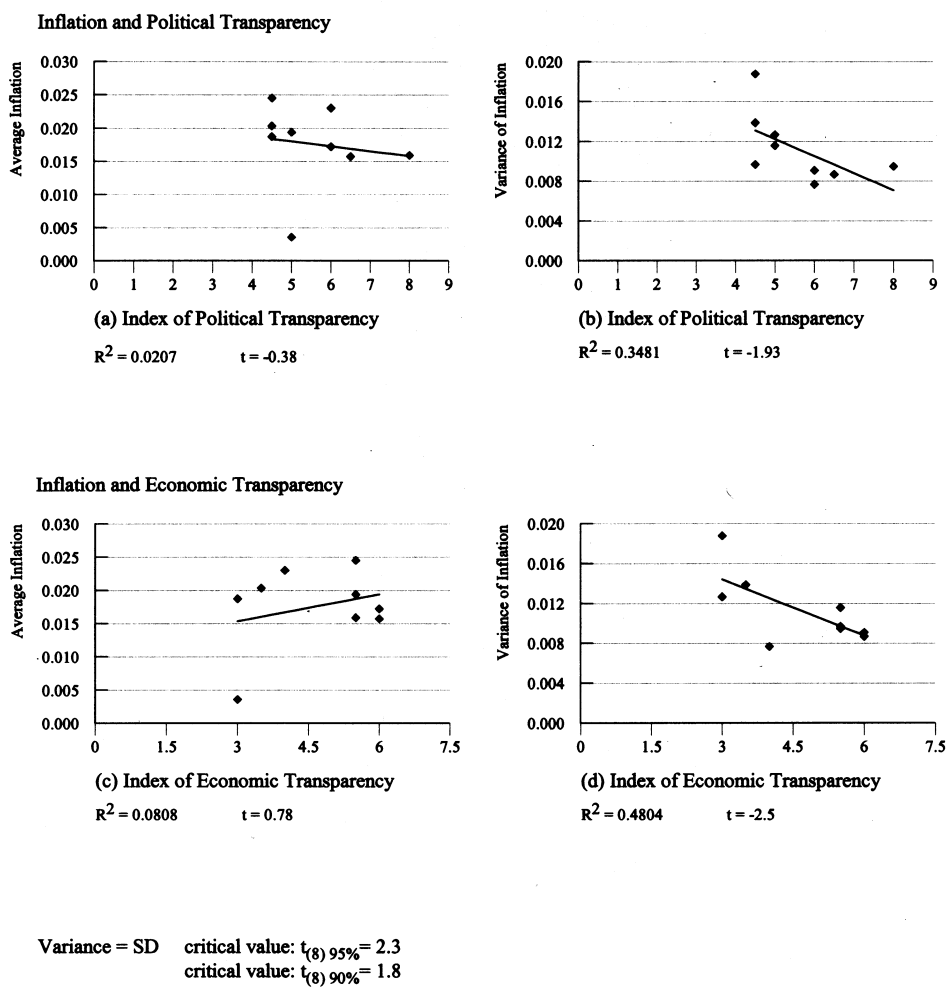 Inflation and Political Transparency
Average Inflation
0.030
0.025
0.020
0.015
0.010
0.005
0.000
0 1 2 3 4 5 6 7 8 9
(a) Index of Political Transparency
R2 = 0.0207 t = -0.38
Variance of Inflation
0.020
0.016
0.012
0.008
0.004
0.000
0 1 2 3 4 5 6 7 8 9
(b) Index of Political Transparency
R2 = 0.3481 t = -1.93
Inflation and Economic Transparency
Average Inflation
0.030
0.025
0.020
0.015
0.010
0.005
0.000
0 1.5 3 4.5 6 7.5
(c) Index of Economic Transparency
R2 = 0.0808 t = 0.78
Variance of Inflation
0.020
0.016
0.012
0.008
0.004
0.000
0 1.5 3 4.5 6 7.5
(d) Index of Economic Transparency
R2 = 0.4804 t = -2.5
Variance = SD critical value: t(8) 95%= 2.3
critical value: t(8) 90%= 1.8